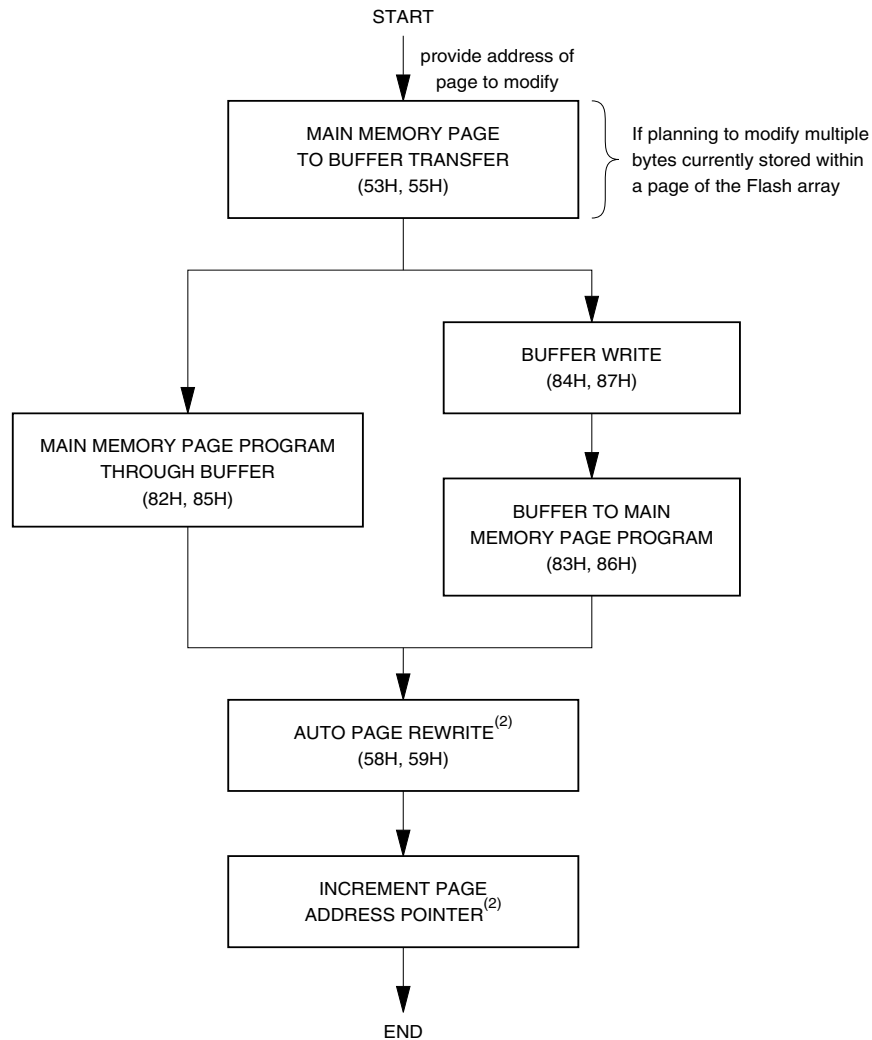 START
provide address of
page to modify
MAIN MEMORY PAGE
TO BUFFER TRANSFER
(53H, 55H)
If planning to modify multiple
bytes currently stored within
a page of the Flash array
BUFFER WRITE
(84H, 87H)
MAIN MEMORY PAGE PROGRAM
THROUGH BUFFER
(82H, 85H)
BUFFER TO MAIN
MEMORY PAGE PROGRAM
(83H, 86H)
AUTO PAGE REWRITE(2)
(58H, 59H)
INCREMENT PAGE
ADDRESS POINTER(2)
END